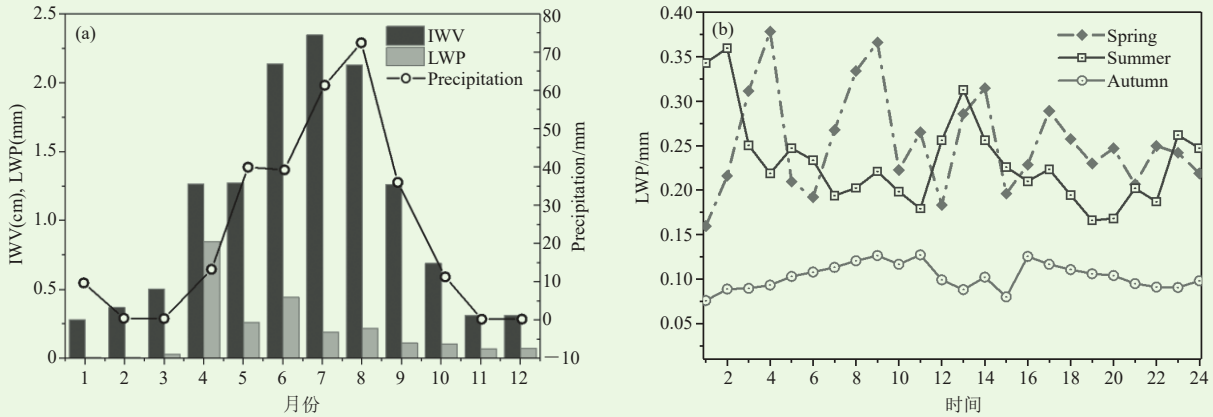 (a)
IWV
LWP
Precipitation
2.5
2.0
1.5
1.0
0.5
0
IWV(cm), LWP(mm)
80
70
60
50
40
30
20
10
0
—10
Precipitation/mm
1 2 3 4 5 6 7 8 9 10 11 12
月份
(b)
Spring
Summer
Autumn
0.40
0.35
0.30
0.25
0.20
0.15
0.10
0.05
LWP/mm
2 4 6 8 10 12 14 16 18 20 22 24
时间